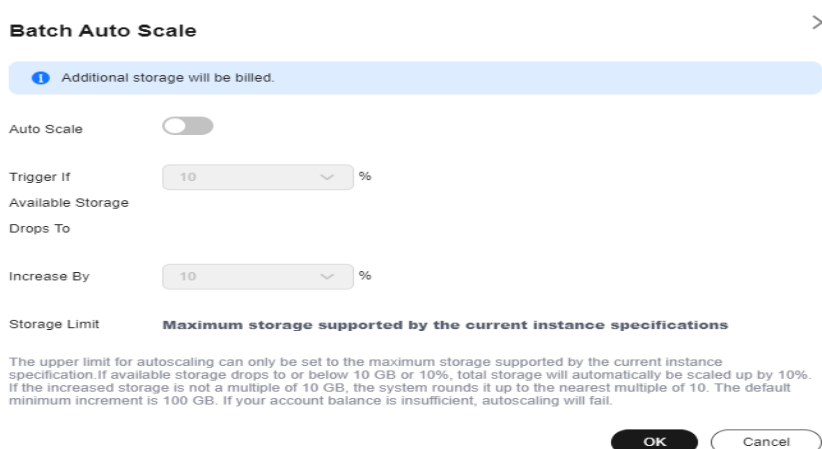 Batch Auto Scale
Additional storage will be billed.
Auto Scale
Trigger If
10
%
Available Storage
Drops To
Increase By
10
%
Storage Limit
Maximum storage supported by the current instance specifications
The upper limit for autoscaling can only be set to the maximum storage supported by the current instance
specification.If available storage drops to or below 10 GB or 10%, total storage will automatically be scaled up by 10%.
If the increased storage is not a multiple of 10 GB, the system rounds it up to the nearest multiple of 10. The default
minimum increment is 100 GB. If your account balance is insufficient, autoscaling will fail.
OK
Cancel